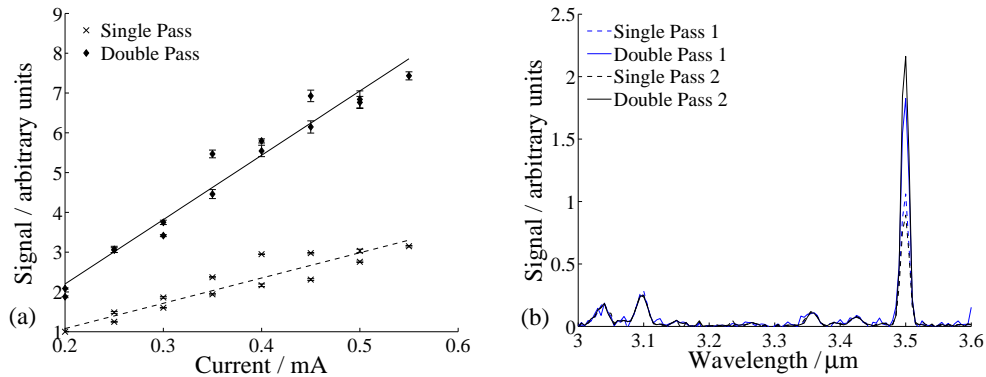 9
8
7
6
5
4
3
2
1
0.2
0.3
0.4
0.5
0.6
Signal / arbitrary units
Current / mA
Single Pass
Double Pass
(a)
2.5
2
1.5
1
0.5
0
3
3.1
3.2
3.3
3.4
3.5
3.6
Signal / arbitrary units
Wavelength / μm
Single Pass 1
Double Pass 1
Single Pass 2
Double Pass 2
(b)